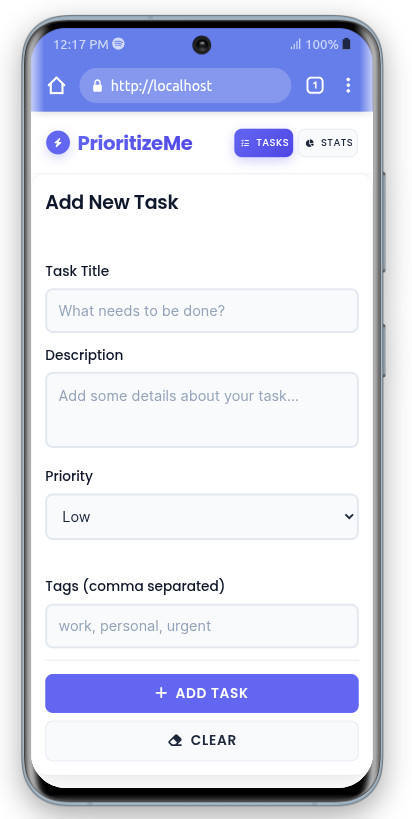 12:17 PM 100%
http://localhost 1
PrioritizeMe TASKS STATS
Add New Task
Task Title
What needs to be done?
Description
Add some details about your task...
Priority
Low
Tags (comma separated)
work, personal, urgent
+ ADD TASK
CLEAR